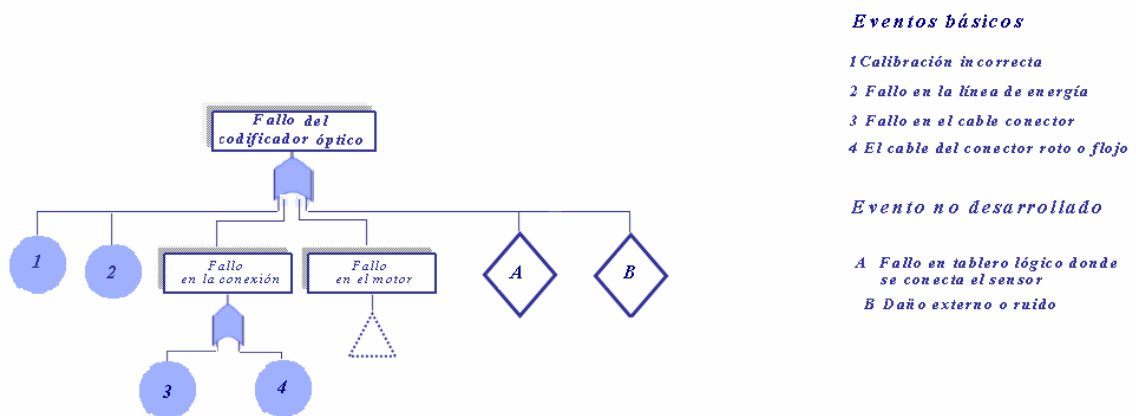 Eventos básicos
1 Calibración incorrecta
2 Fallo en la línea de energía
3 Fallo en el cable conector
4 El cable del conector roto o flojo
Evento no desarrollado
A Fallo en tablero lógico donde
se conecta el sensor
B Daño externo o ruido
Fallo del
codificador óptico
1
2
Fallo
en la conexión
Fallo
en el motor
A
B
3
4